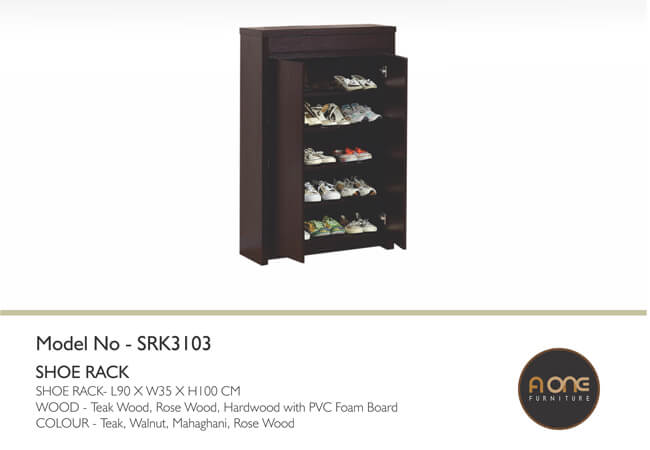 Model No - SRK3103
SHOE RACK
SHOE RACK- L90 X W35 X H100 CM
WOOD - Teak Wood, Rose Wood, Hardwood with PVC Foam Board
COLOUR - Teak, Walnut, Mahaghani, Rose Wood
A ONE
FURNITURE